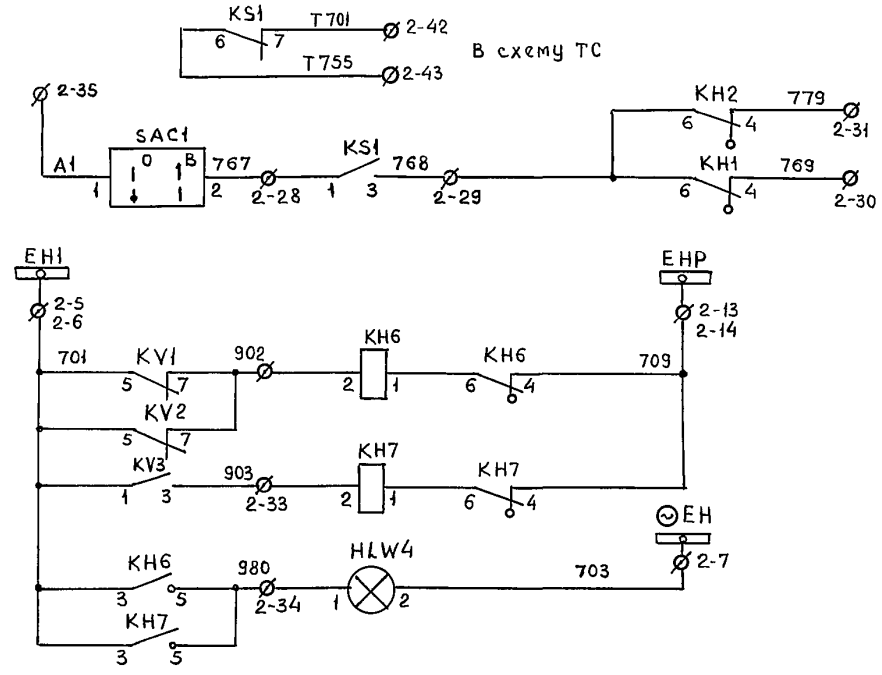 KS1
6 7 T701 2-42
T755 2-43
В схему ТС
2-35
SAC1
O B
A1 1 2 767 2-28
KS1
1 3 768 2-29
KH2
6 4 779 2-31
KH1
6 4 769 2-30
EH1
2-5
2-6
EHP
2-13
2-14
701 KV1 5 7 902
KH6
2 1
KH6
6 4 709
KV2
5 7
KV3
1 3 903 2-33
KH7
2 1
KH7
6 4
EH
2-7
KH6
3 5 980 2-34
HLW4
1 2 703
KH7
3 5